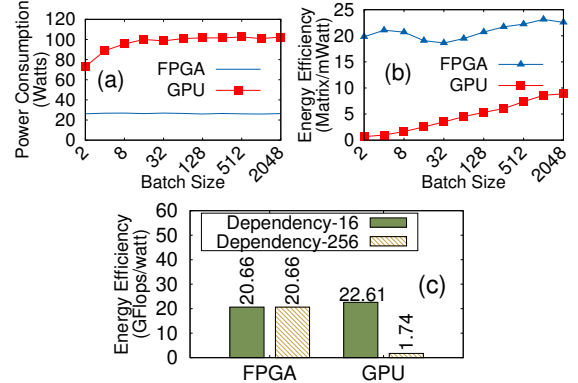 Power Consumption
(Watts)
120
100
80
60
40
20
0
(a)
FPGA
GPU
2
8
32
128
512
2048
Batch Size
Energy Efficiency
(Matrix/mWatt)
25
20
15
10
5
0
(b)
FPGA
GPU
2
8
32
128
512
2048
Batch Size
Energy Efficiency
(GFlops/watt)
60
50
40
30
20
10
0
Dependency-16
Dependency-256
(c)
20.66
20.66
22.61
1.74
FPGA
GPU